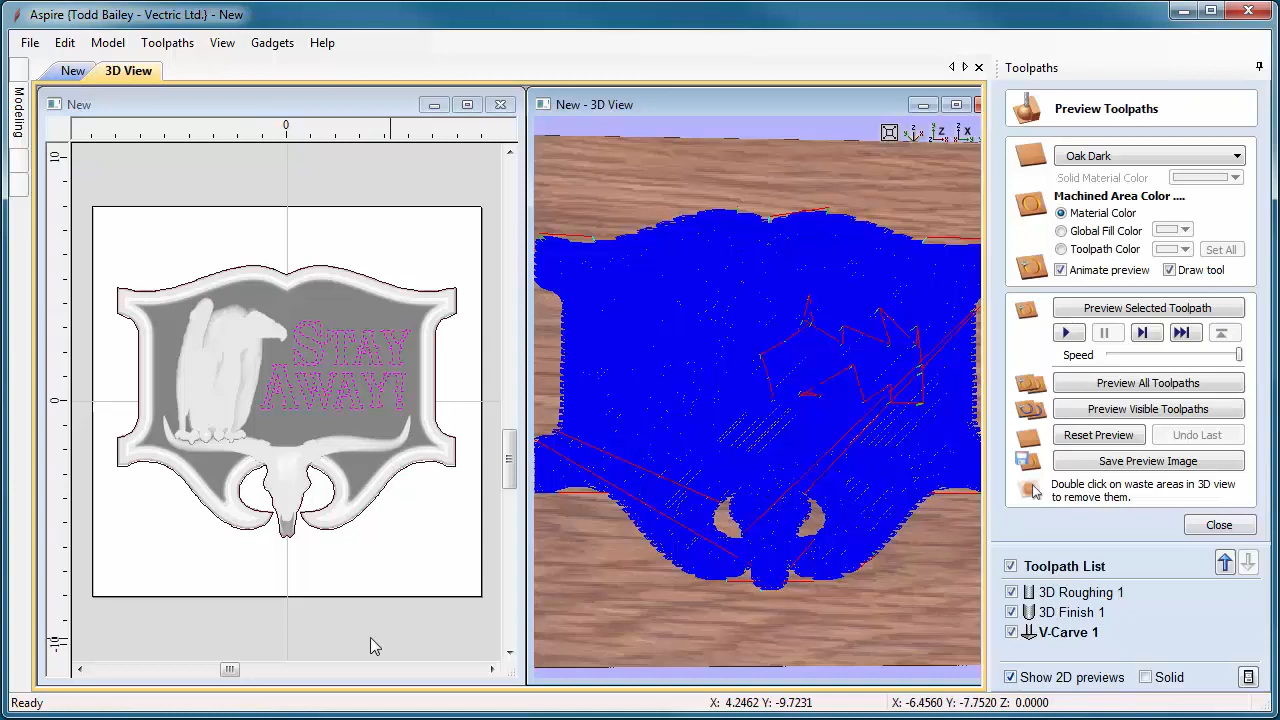 Aspire {Todd Bailey - Vectric Ltd.} - New
File Edit Model Toolpaths View Gadgets Help
New 3D View
Modeling
New
0
10
0
-10
STAY
AWAY!
New - 3D View
Z X
Toolpaths
Preview Toolpaths
Oak Dark
Solid Material Color
Machined Area Color ....
Material Color
Global Fill Color
Toolpath Color Set All
Animate preview Draw tool
Preview Selected Toolpath
Speed
Preview All Toolpaths
Preview Visible Toolpaths
Reset Preview Undo Last
Save Preview Image
Double click on waste areas in 3D view
to remove them.
Close
Toolpath List
3D Roughing 1
3D Finish 1
V-Carve 1
Show 2D previews Solid
Ready X: 4.2462 Y: -9.7231 X: -6.4560 Y: -7.7520 Z: 0.0000